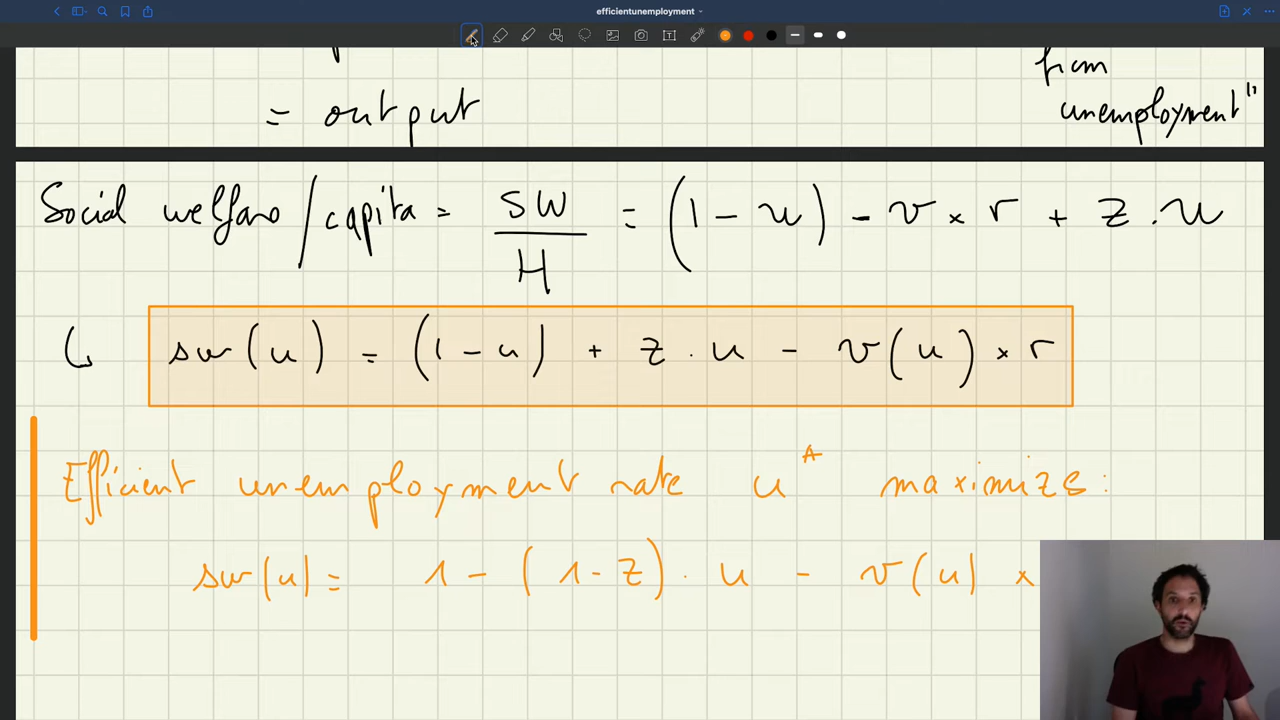 efficientunemployment
from
= output
unemployment"
Social welfare/capita = SW/H = (1 - u) - v × r + z . u
↳ sw(u) = (1 - u) + z . u - v(u) × r
Efficient unemployment rate u* maximizes:
sw(u) = 1 - (1 - z) . u - v(u) ×